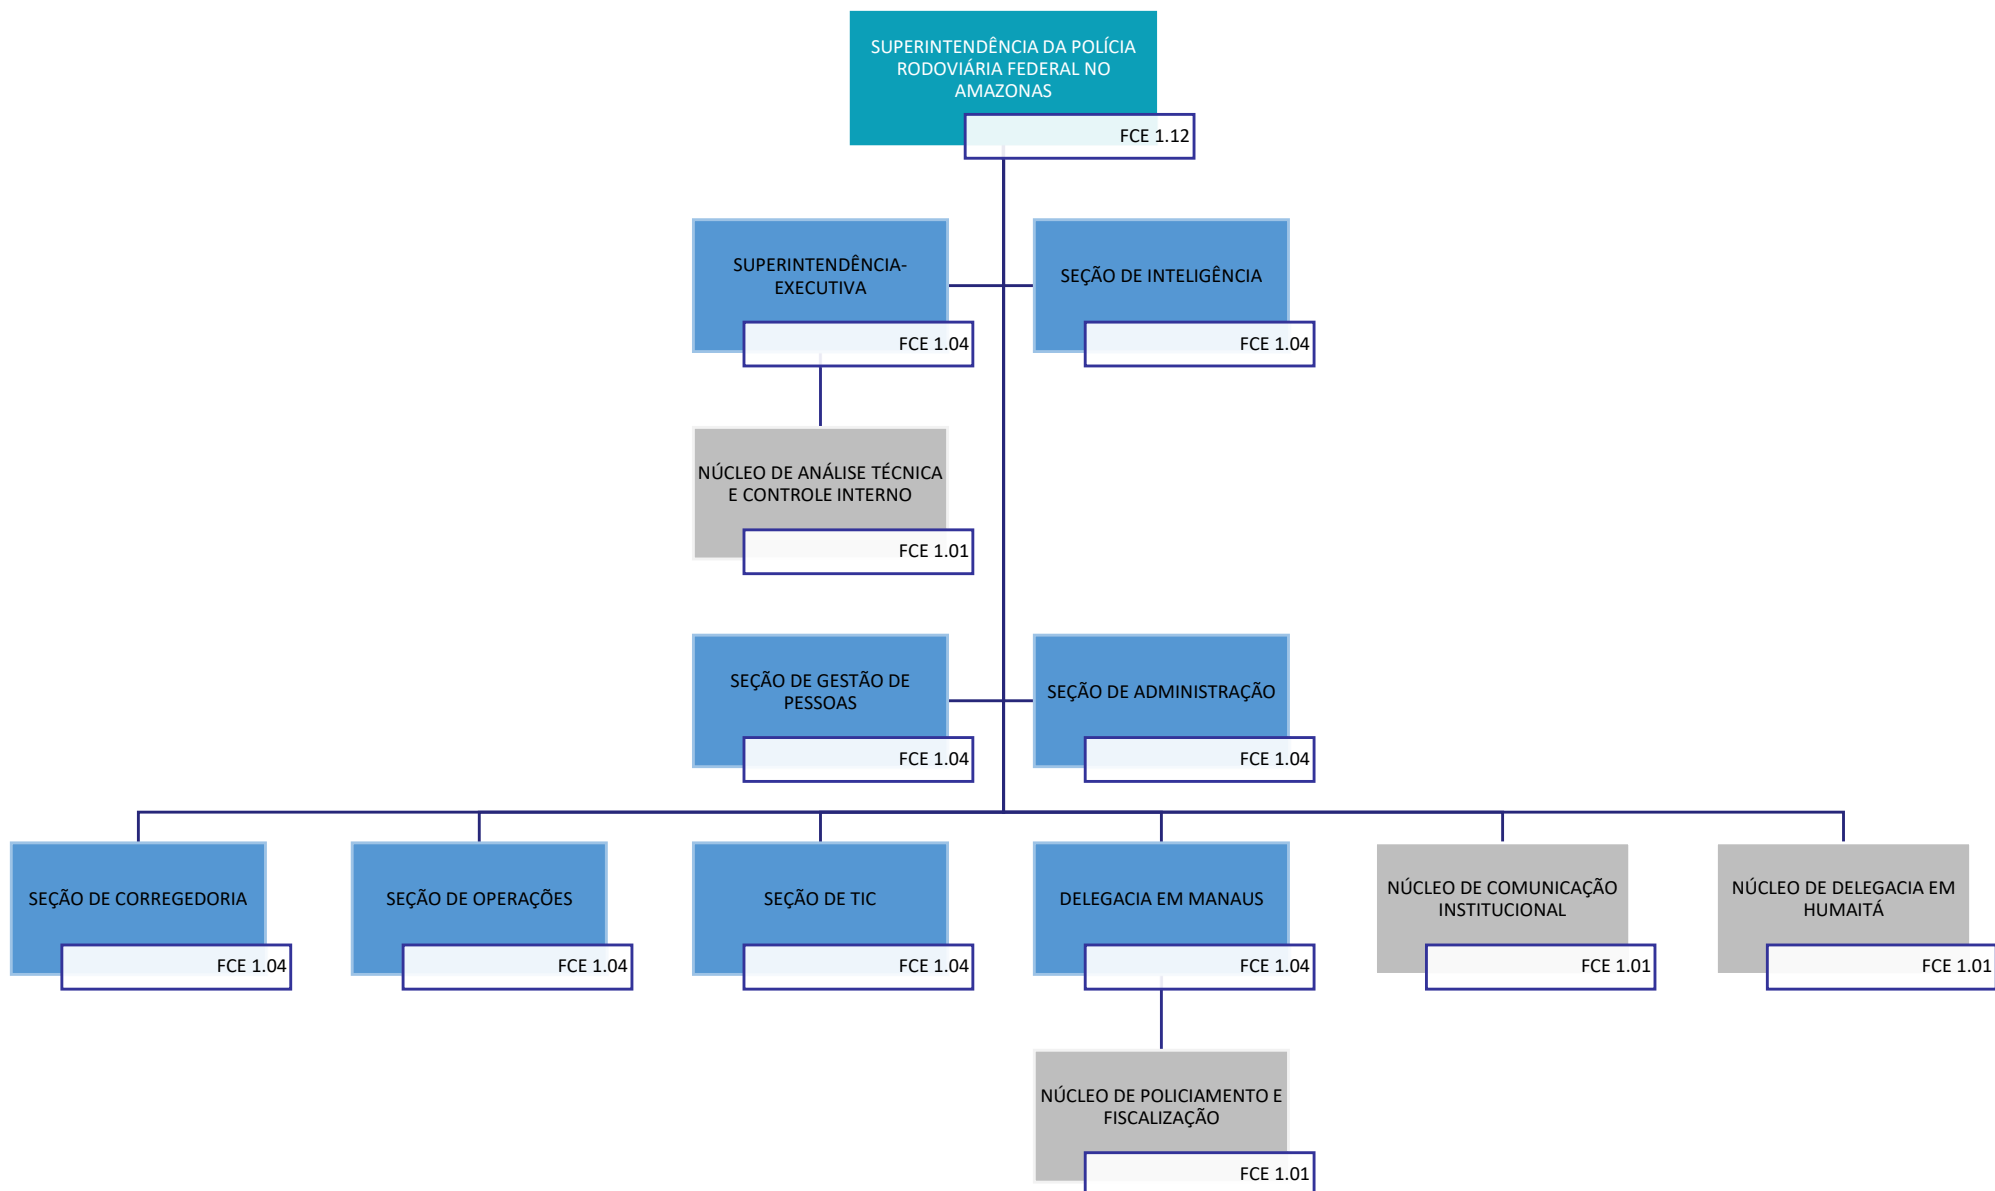 SUPERINTENDÊNCIA DA POLÍCIA
RODOVIÁRIA FEDERAL NO
AMAZONAS
FCE 1.12
SUPERINTENDÊNCIA-
EXECUTIVA
FCE 1.04
SEÇÃO DE INTELIGÊNCIA
FCE 1.04
NÚCLEO DE ANÁLISE TÉCNICA
E CONTROLE INTERNO
FCE 1.01
SEÇÃO DE GESTÃO DE
PESSOAS
FCE 1.04
SEÇÃO DE ADMINISTRAÇÃO
FCE 1.04
SEÇÃO DE CORREGEDORIA
FCE 1.04
SEÇÃO DE OPERAÇÕES
FCE 1.04
SEÇÃO DE TIC
FCE 1.04
DELEGACIA EM MANAUS
FCE 1.04
NÚCLEO DE COMUNICAÇÃO
INSTITUCIONAL
FCE 1.01
NÚCLEO DE DELEGACIA EM
HUMAITÁ
FCE 1.01
NÚCLEO DE POLICIAMENTO E
FISCALIZAÇÃO
FCE 1.01